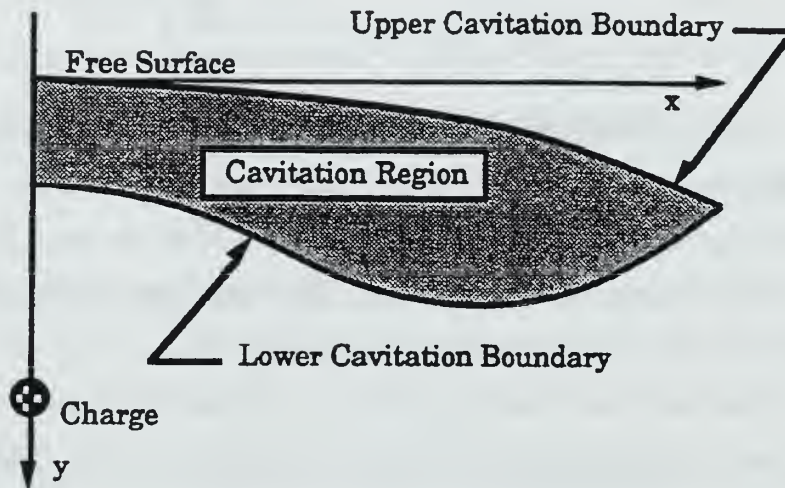 Upper Cavitation Boundary
Free Surface
x
Cavitation Region
Lower Cavitation Boundary
Charge
y